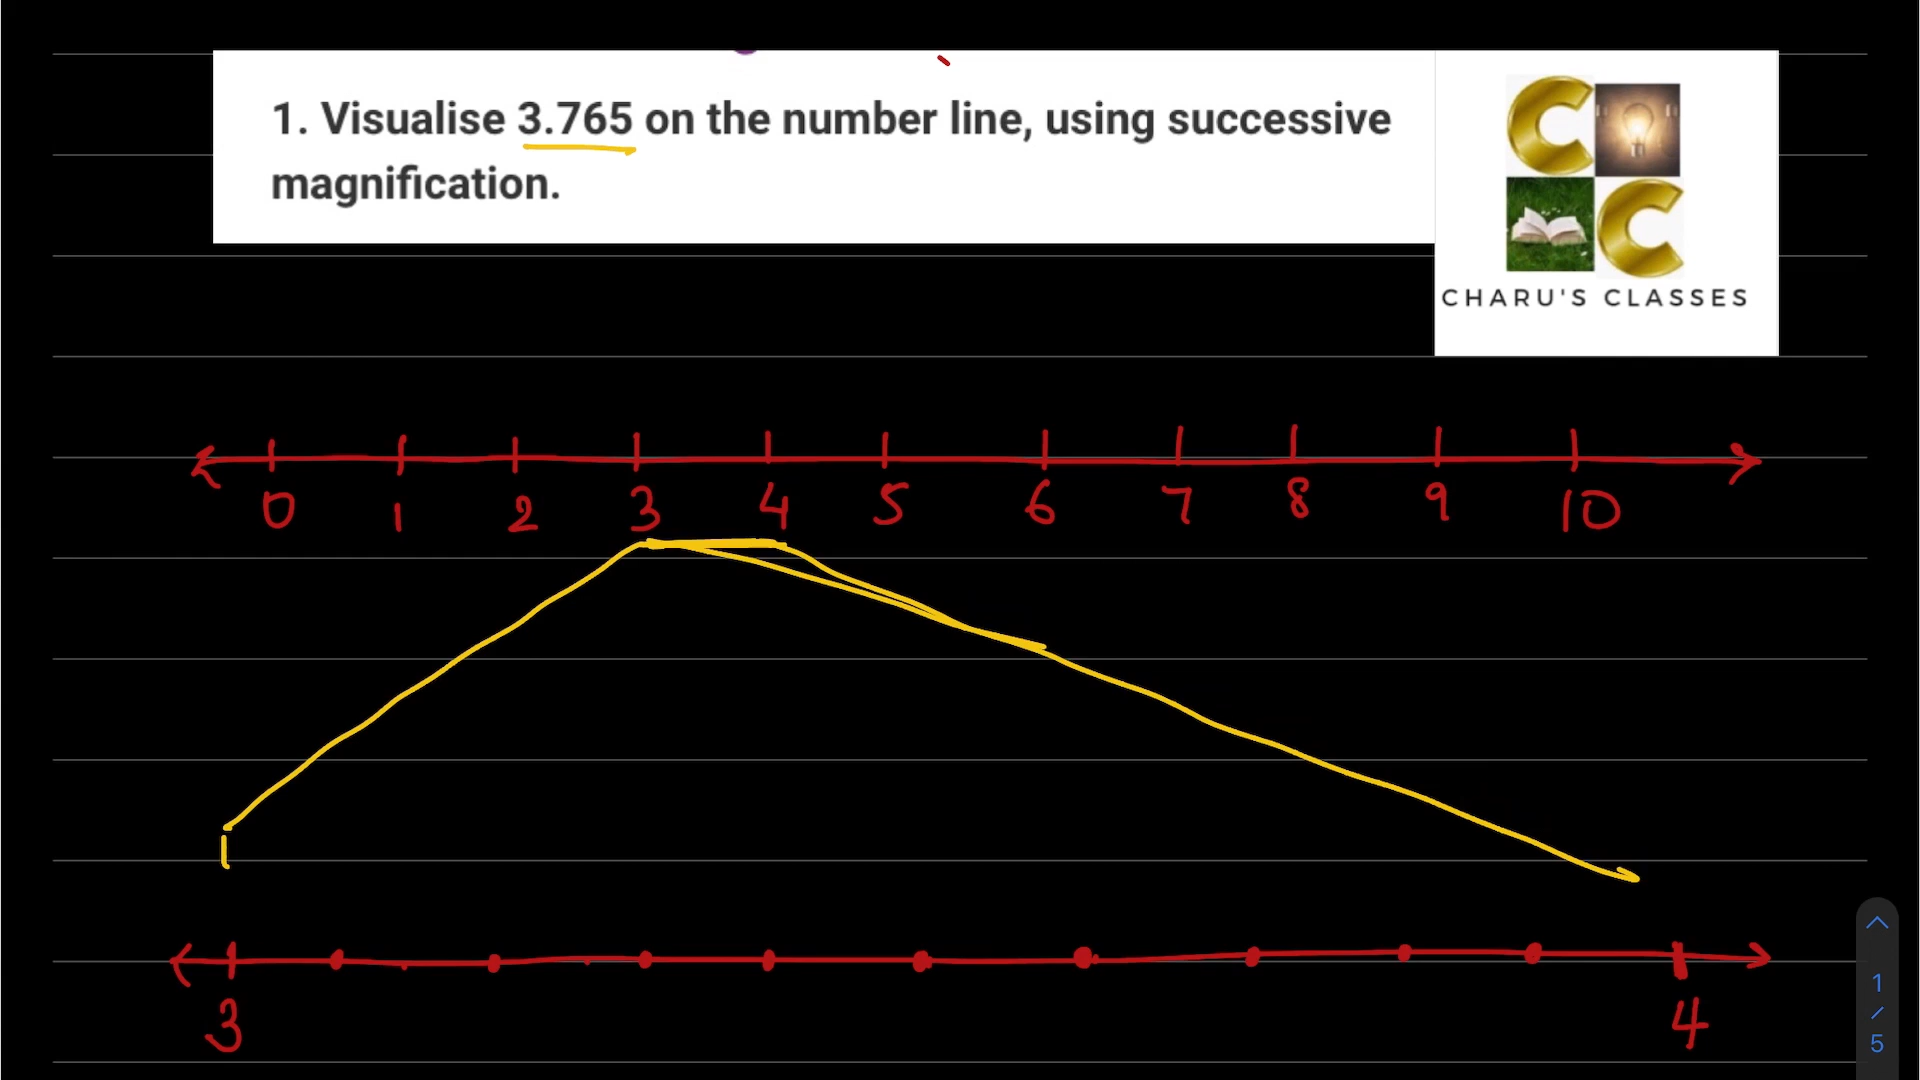 1. Visualise 3.765 on the number line, using successive
magnification.
CHARU'S CLASSES
0 1 2 3 4 5 6 7 8 9 10
3 4
1
/
5